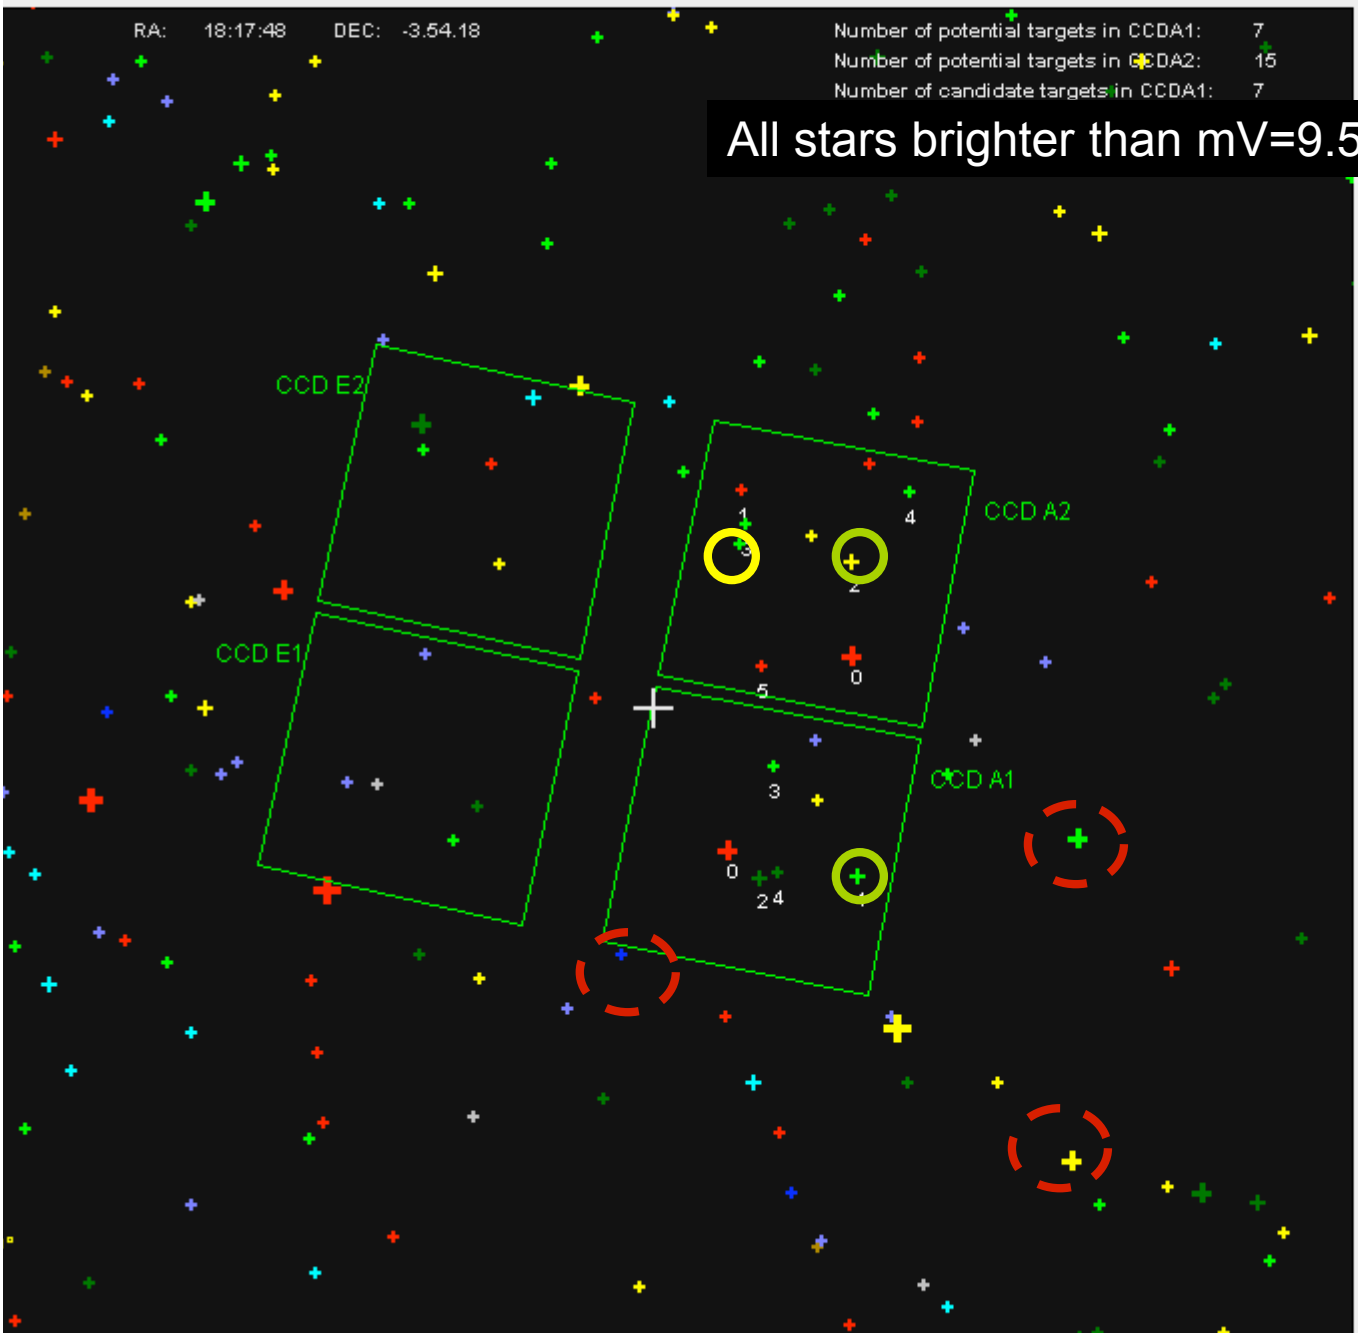 RA: 18:17:48 DEC: -3.54.18
Number of potential targets in CCDA1: 7
Number of potential targets in CCDA2: 15
Number of candidate targets in CCDA1: 7
All stars brighter than mV=9.5
CCD E2
CCD A2
1
4
3
2
CCD E1
0
5
CCD A1
3
0
2 4
1